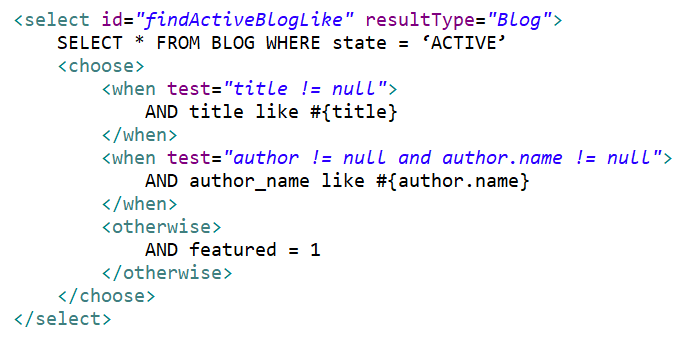 <select id="findActiveBlogLike" resultType="Blog">
SELECT * FROM BLOG WHERE state = ‘ACTIVE’
<choose>
<when test="title != null">
AND title like #{title}
</when>
<when test="author != null and author.name != null">
AND author_name like #{author.name}
</when>
<otherwise>
AND featured = 1
</otherwise>
</choose>
</select>